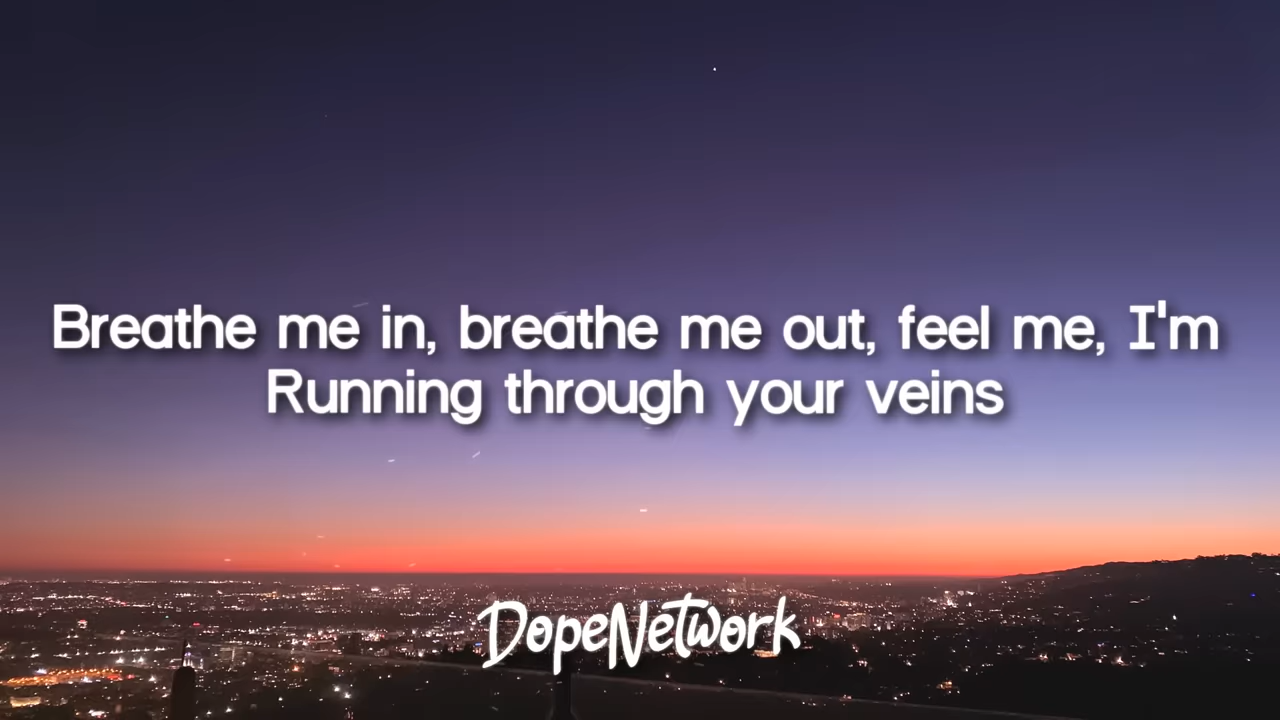 Breathe me in, breathe me out, feel me, I'm
Running through your veins
DopeNetwork